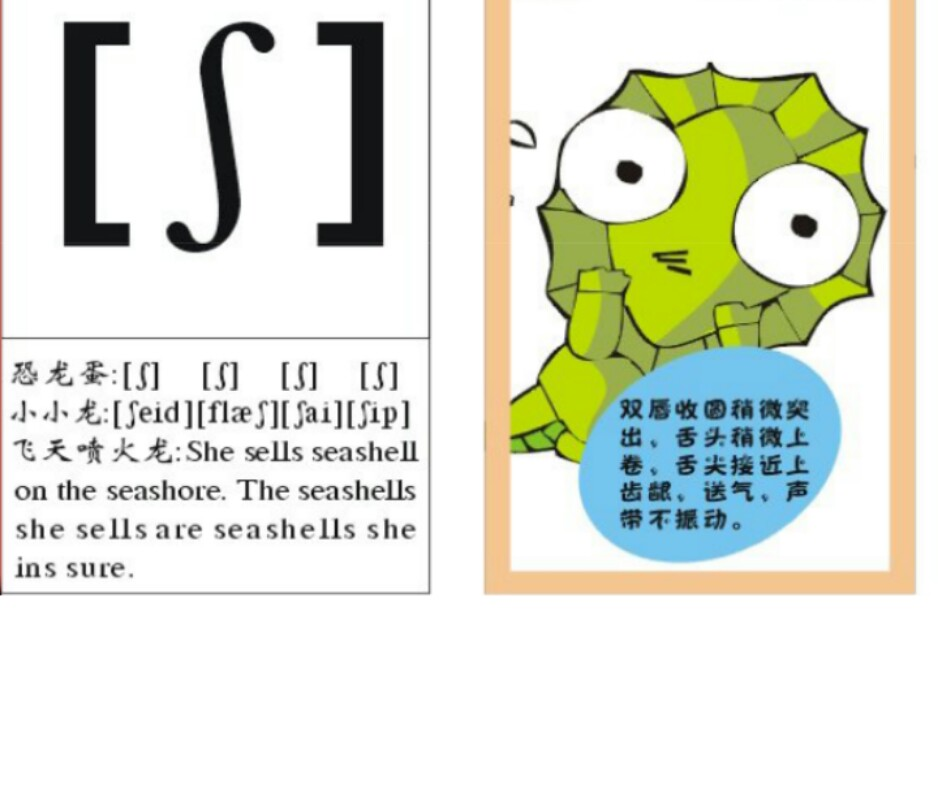 [ʃ]
恐龙蛋:[ʃ] [ʃ] [ʃ] [ʃ]
小小龙:[ʃeid][flæʃ][ʃai][ʃip]
飞天喷火龙:She sells seashell
on the seashore. The seashells
she sells are seashells she
ins sure.
双唇收圆稍微突
出。舌头稍微上
卷。舌尖接近上
齿龈。送气。声
带不振动。